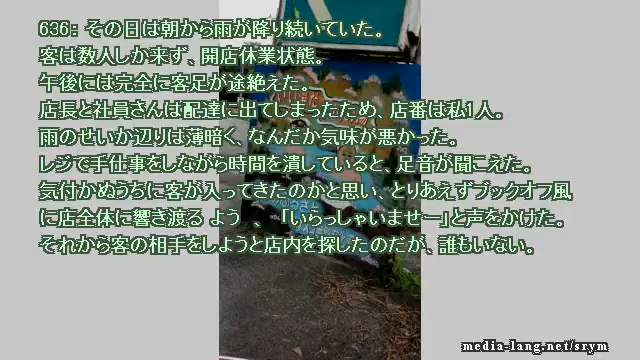 636: その日は朝から雨が降り続いていた。
客は数人しか来ず、開店休業状態。
午後には完全に客足が途絶えた。
店長と社員さんは配達に出てしまったため、店番は私1人。
雨のせいか辺りは薄暗く なんだか気味が悪かった。
レジで手仕事をしながら時間を潰していると、足音が聞こえた。
気付かぬうちに客が入ってきたのかと思い、とりあえずブックオフ風
に店全体に響き渡る よう 、 「いらっしゃいませー」と声をかけた。
それから客の相手をしようと店内を探したのだが、誰もいない。
media-lang.net/srym